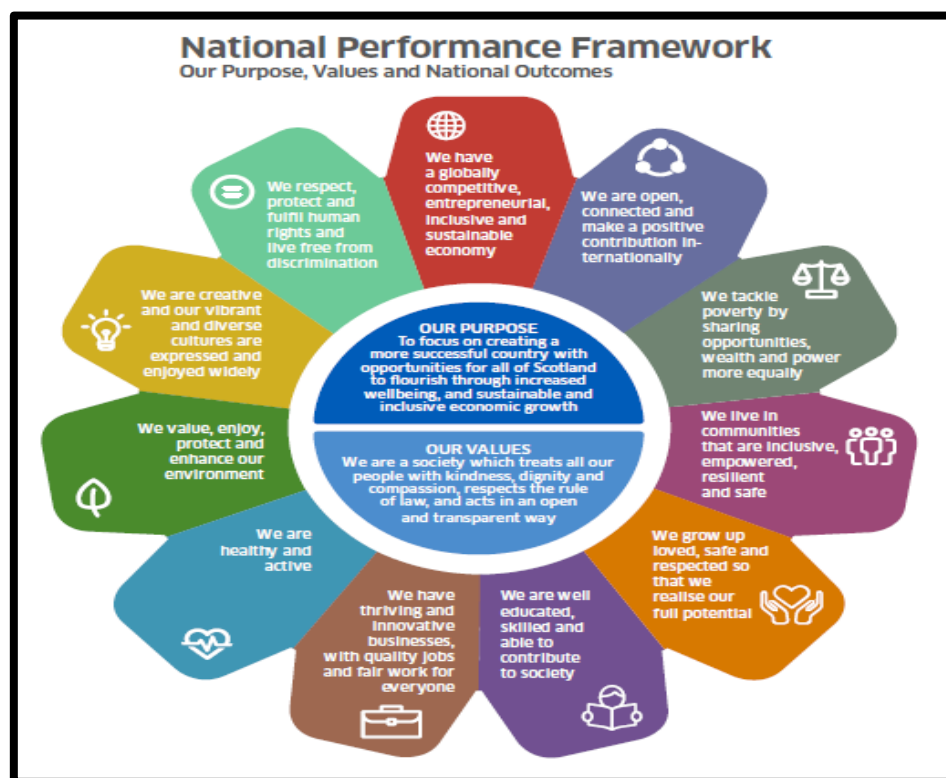 National Performance Framework
Our Purpose, Values and National Outcomes
We have
a globally
competitive,
entrepreneurial,
inclusive and
sustainable
economy
We are open,
connected and
make a positive
contribution in-
ternationally
We tackle
poverty by
sharing
opportunities,
wealth and power
more equally
We live in
communities
that are inclusive,
empowered,
resilient
and safe
We grow up
loved, safe and
respected so
that we
realise our
full potential
We are well
educated,
skilled and
able to
contribute
to society
We have
thriving and
innovative
businesses,
with quality jobs
and fair work for
everyone
We are
healthy and
active
We value, enjoy,
protect and
enhance our
environment
We are creative
and our vibrant
and diverse
cultures are
expressed and
enjoyed widely
We respect,
protect and
fulfil human
rights and
live free from
discrimination
OUR PURPOSE
To focus on creating a
more successful country with
opportunities for all of Scotland
to flourish through increased
wellbeing, and sustainable and
inclusive economic growth
OUR VALUES
We are a society which treats all our
people with kindness, dignity and
compassion, respects the rule
of law, and acts in an open
and transparent way